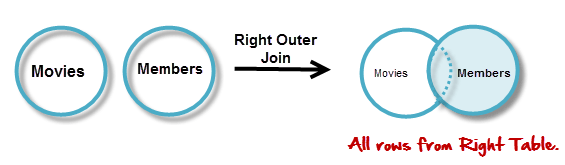 Movies
Members
Right Outer
Join
Movies
Members
All rows from Right Table.